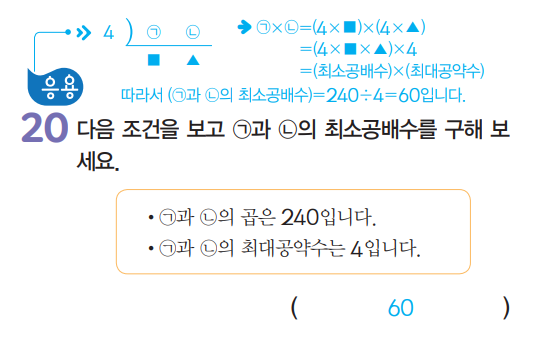 4 ) ㉠ ㉡
■ ▲
➔ ㉠×㉡=(4×■)×(4×▲)
=(4×■×▲)×4
=(최소공배수)×(최대공약수)
따라서 (㉠과 ㉡의 최소공배수)=240÷4=60입니다.
응용
20 다음 조건을 보고 ㉠과 ㉡의 최소공배수를 구해 보
세요.
• ㉠과 ㉡의 곱은 240입니다.
• ㉠과 ㉡의 최대공약수는 4입니다.
( 60 )